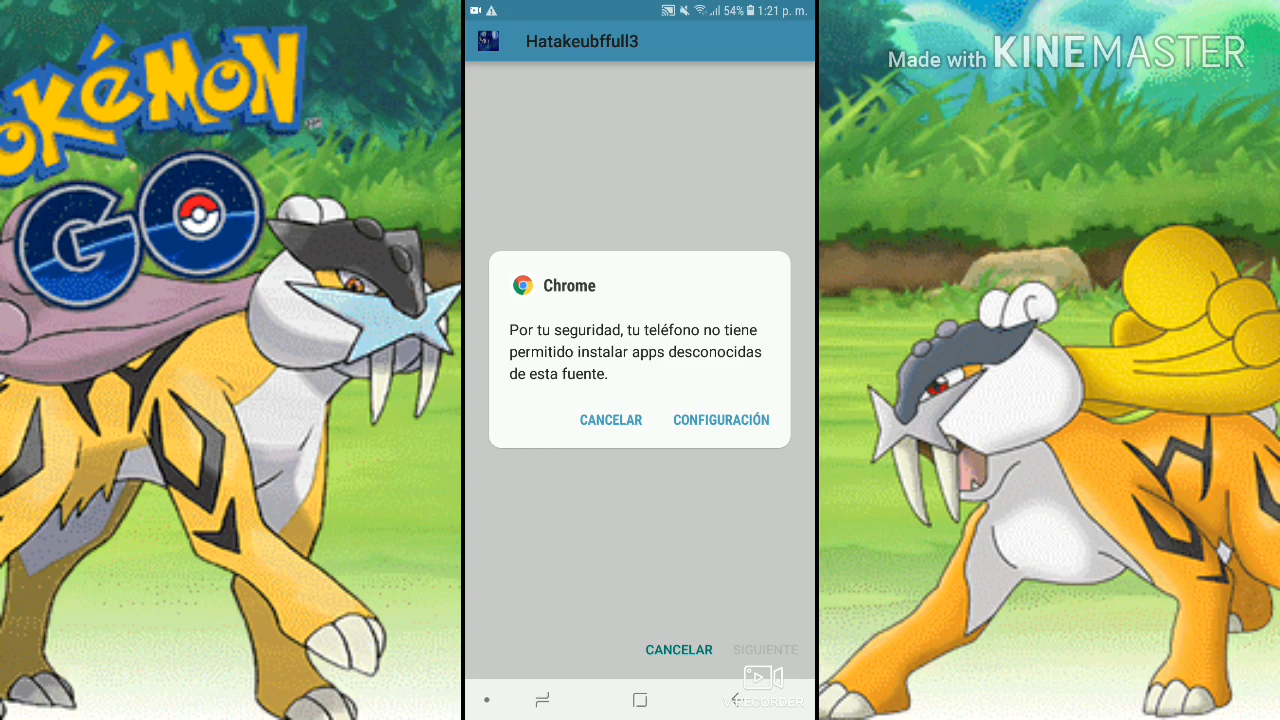 POKéMON
GO
1:21 p. m.
54%
Hatakeubffull3
Made with KINEMASTER
Chrome
Por tu seguridad, tu teléfono no tiene
permitido instalar apps desconocidas
de esta fuente.
CANCELAR CONFIGURACIÓN
CANCELAR SIGUIENTE
V RECORDER